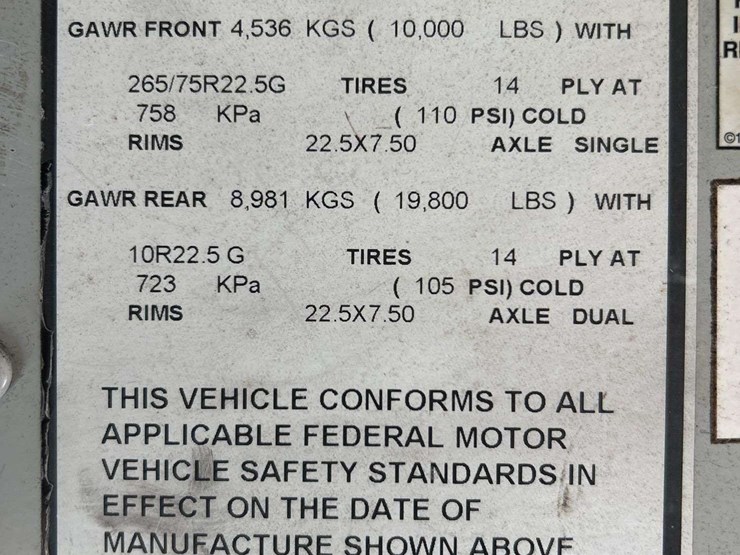 GAWR FRONT 4,536 KGS ( 10,000 LBS ) WITH
265/75R22.5G TIRES 14 PLY AT
758 KPa ( 110 PSI) COLD
RIMS 22.5X7.50 AXLE SINGLE
GAWR REAR 8,981 KGS ( 19,800 LBS ) WITH
10R22.5 G TIRES 14 PLY AT
723 KPa ( 105 PSI) COLD
RIMS 22.5X7.50 AXLE DUAL
THIS VEHICLE CONFORMS TO ALL
APPLICABLE FEDERAL MOTOR
VEHICLE SAFETY STANDARDS IN
EFFECT ON THE DATE OF
MANUFACTURE SHOWN ABOVE